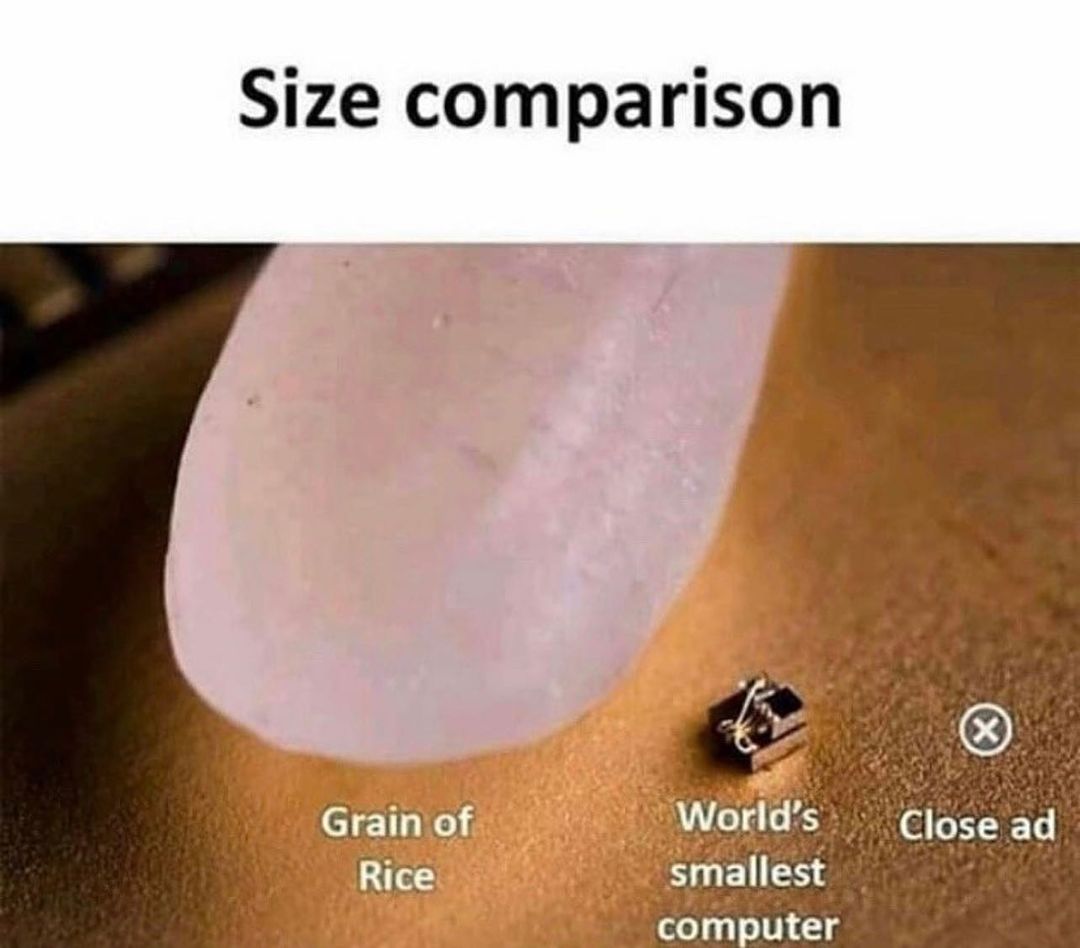 Size comparison
Grain of
Rice
World's
smallest
computer
Close ad